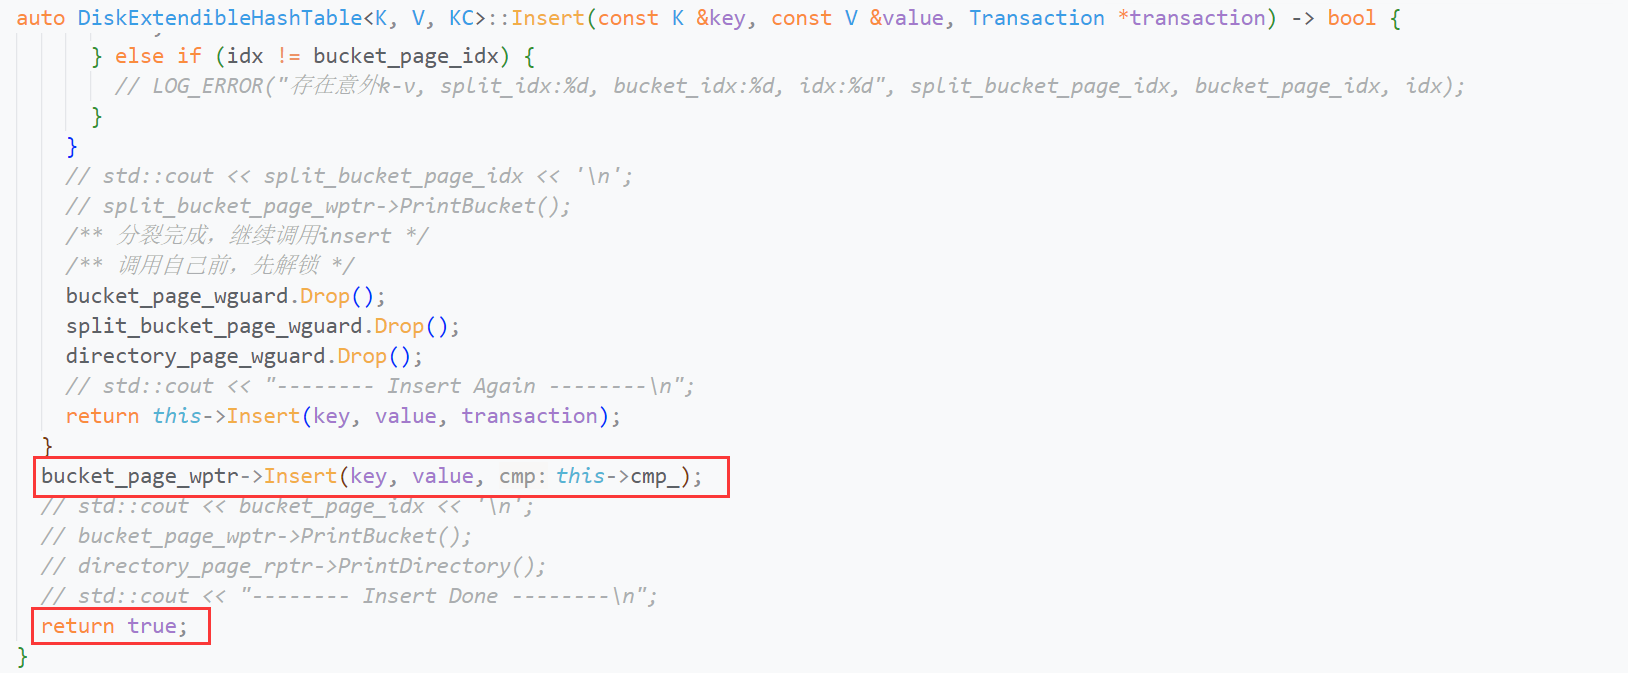 auto DiskExtendibleHashTable<K, V, KC>::Insert(const K &key, const V &value, Transaction *transaction) -> bool {
} else if (idx != bucket_page_idx) {
// LOG_ERROR("存在意外k-v, split_idx:%d, bucket_idx:%d, idx:%d", split_bucket_page_idx, bucket_page_idx, idx);
}
}
// std::cout << split_bucket_page_idx << '\n';
// split_bucket_page_wptr->PrintBucket();
/** 分裂完成，继续调用insert */
/** 调用自己前，先解锁 */
bucket_page_wguard.Drop();
split_bucket_page_wguard.Drop();
directory_page_wguard.Drop();
// std::cout << "-------- Insert Again --------\n";
return this->Insert(key, value, transaction);
}
bucket_page_wptr->Insert(key, value, cmp: this->cmp_);
// std::cout << bucket_page_idx << '\n';
// bucket_page_wptr->PrintBucket();
// directory_page_rptr->PrintDirectory();
// std::cout << "-------- Insert Done --------\n";
return true;
}